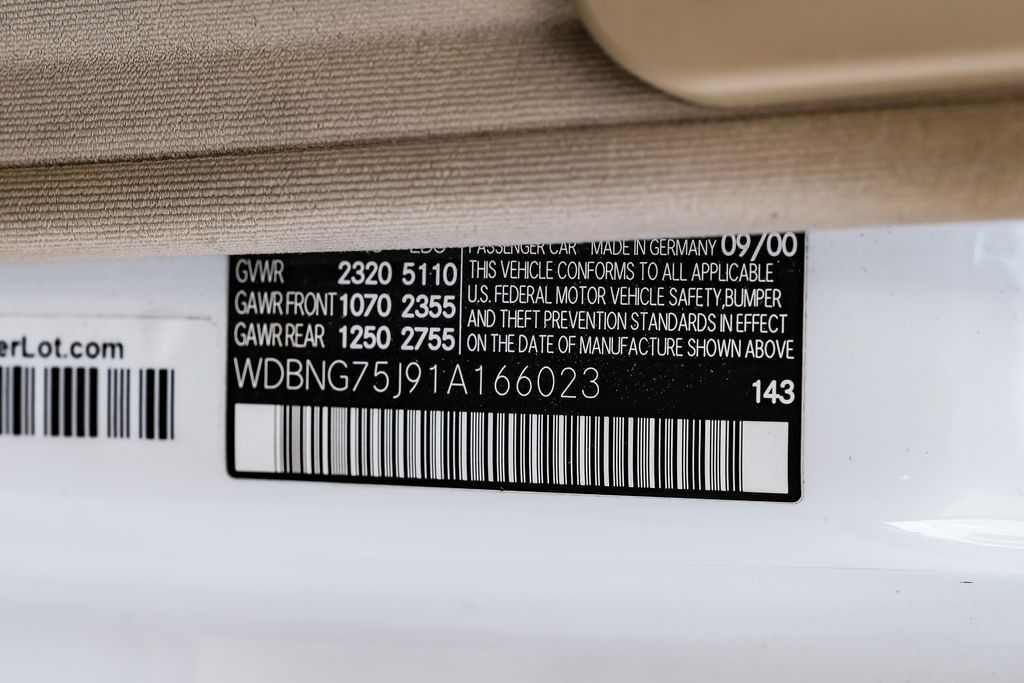 PASSENGER CAR MADE IN GERMANY 09/00
GVWR 2320 5110
GAWR FRONT 1070 2355
GAWR REAR 1250 2755
THIS VEHICLE CONFORMS TO ALL APPLICABLE
U.S. FEDERAL MOTOR VEHICLE SAFETY,BUMPER
AND THEFT PREVENTION STANDARDS IN EFFECT
ON THE DATE OF MANUFACTURE SHOWN ABOVE
WDBNG75J91A166023
143
erLot.com